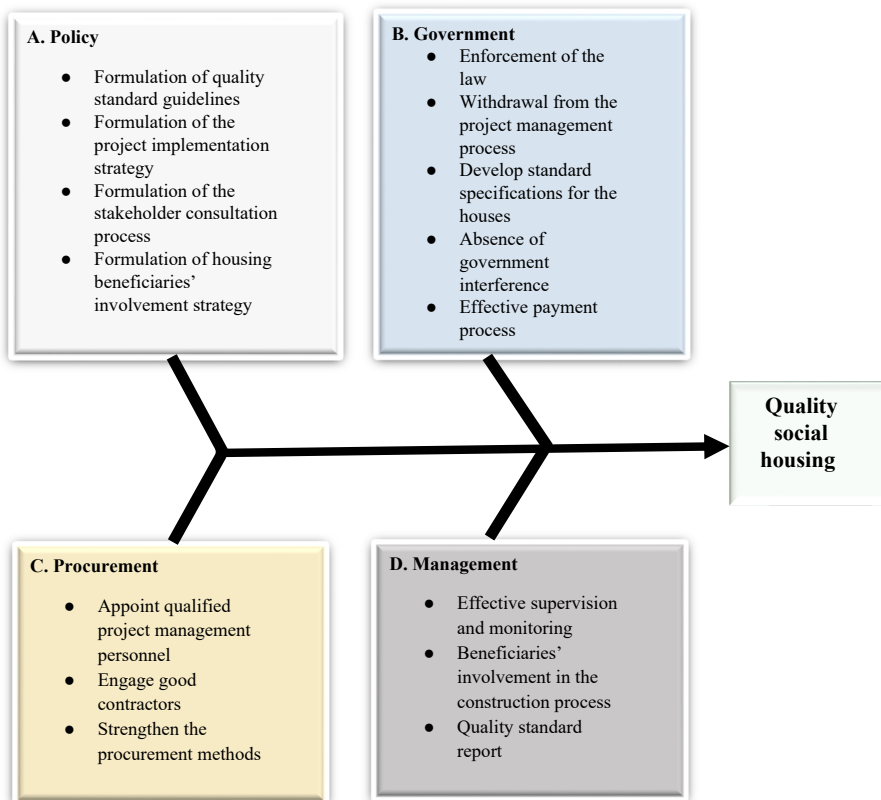 A. Policy
● Formulation of quality
standard guidelines
● Formulation of the
project implementation
strategy
● Formulation of the
stakeholder consultation
process
● Formulation of housing
beneficiaries’
involvement strategy
B. Government
● Enforcement of the
law
● Withdrawal from the
project management
process
● Develop standard
specifications for the
houses
● Absence of
government
interference
● Effective payment
process
Quality
social
housing
C. Procurement
● Appoint qualified
project management
personnel
● Engage good
contractors
● Strengthen the
procurement methods
D. Management
● Effective supervision
and monitoring
● Beneficiaries’
involvement in the
construction process
● Quality standard
report